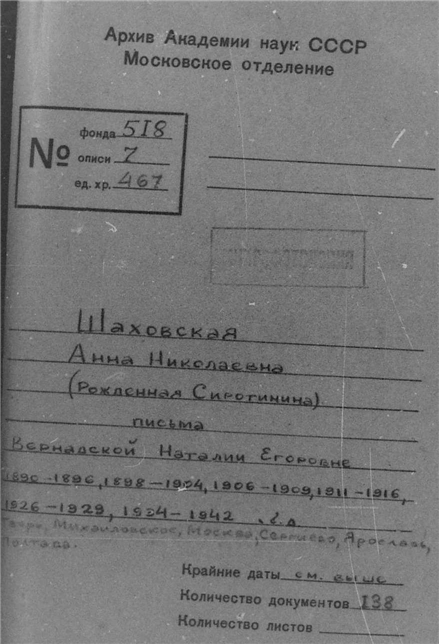 Архив Академии наук СССР
Московское отделение
№
фонда 518
описи 7
ед. хр. 467
Шаховская
Анна Николаевна
(Рожденная Сиротинина)
письма
Вернадской Наталии Егоровне
1890-1896, 1898-1904, 1906-1909, 1911-1916,
1926-1929, 1934-1942
Михайловское, Москва, Ярославль,
Полтава.
Крайние даты см. выше
Количество документов 138
Количество листов